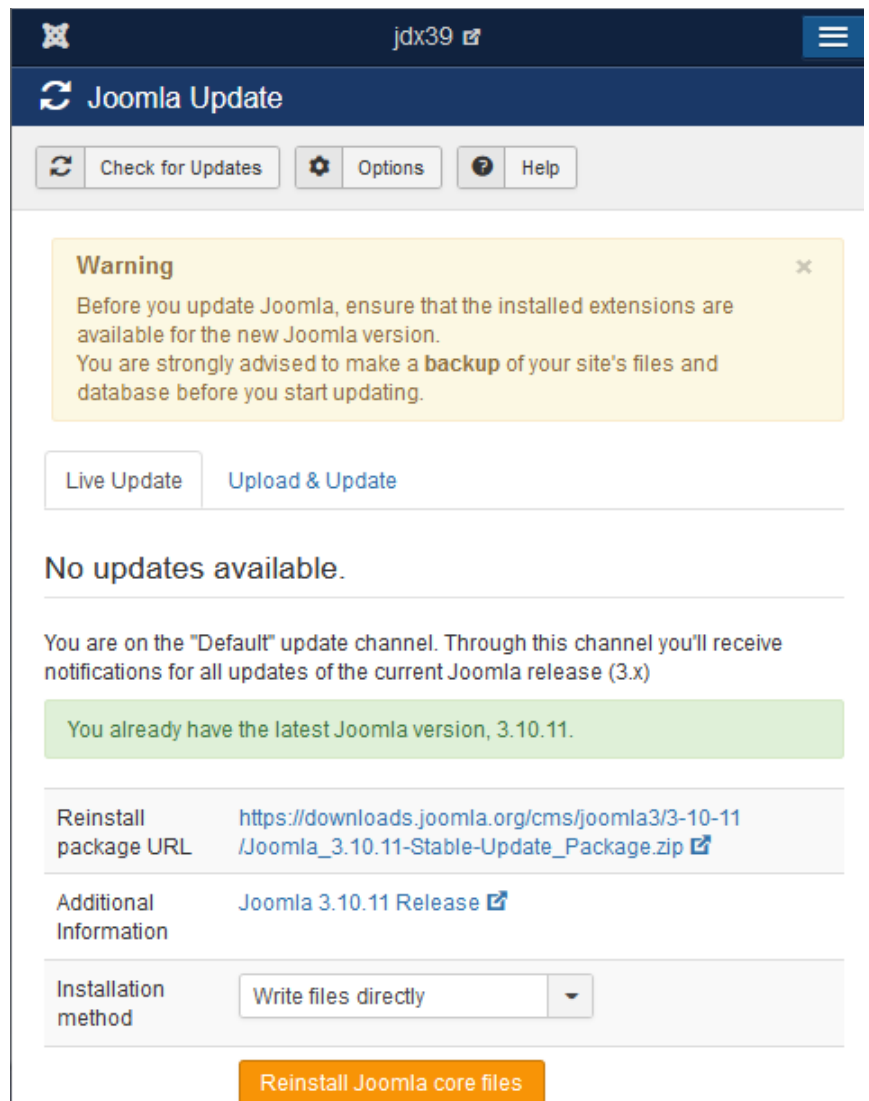 jdx39
Joomla Update
Check for Updates
Options
Help
Warning
Before you update Joomla, ensure that the installed extensions are
available for the new Joomla version.
You are strongly advised to make a backup of your site's files and
database before you start updating.
Live Update
Upload & Update
No updates available.
You are on the "Default" update channel. Through this channel you'll receive
notifications for all updates of the current Joomla release (3.x)
You already have the latest Joomla version, 3.10.11.
Reinstall
package URL
https://downloads.joomla.org/cms/joomla3/3-10-11
/Joomla_3.10.11-Stable-Update_Package.zip
Additional
Information
Joomla 3.10.11 Release
Installation
method
Write files directly
Reinstall Joomla core files